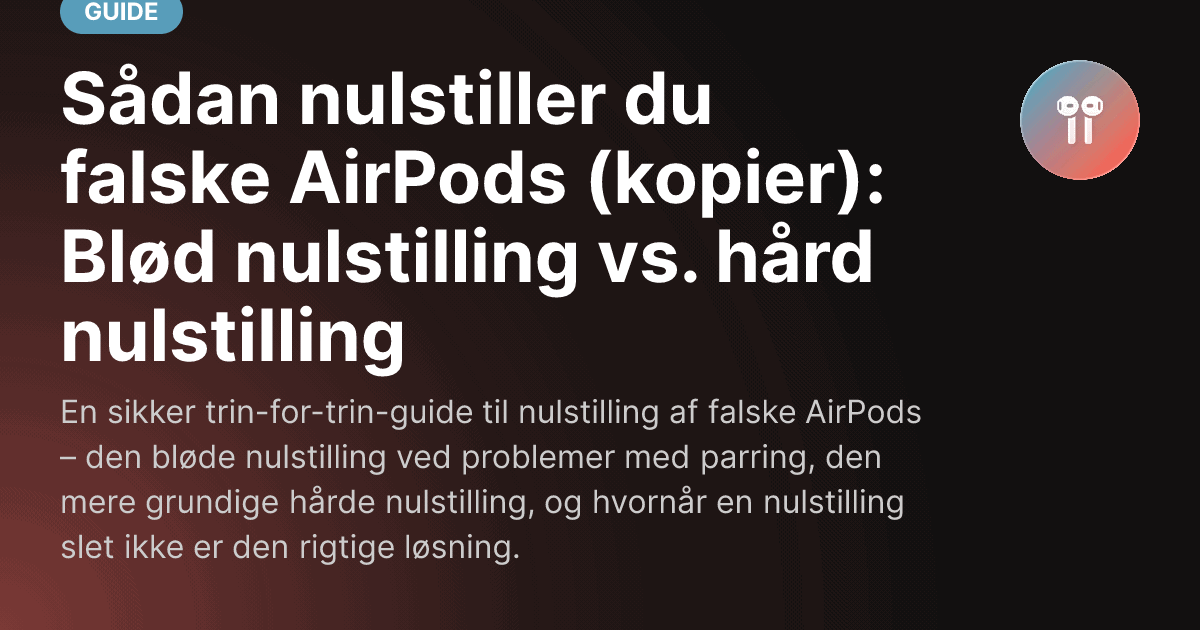 GUIDE
Sådan nulstiller du
falske AirPods (kopier):
Blød nulstilling vs. hård
nulstilling
En sikker trin-for-trin-guide til nulstilling af falske AirPods
– den bløde nulstilling ved problemer med parring, den
mere grundige hårde nulstilling, og hvornår en nulstilling
slet ikke er den rigtige løsning.